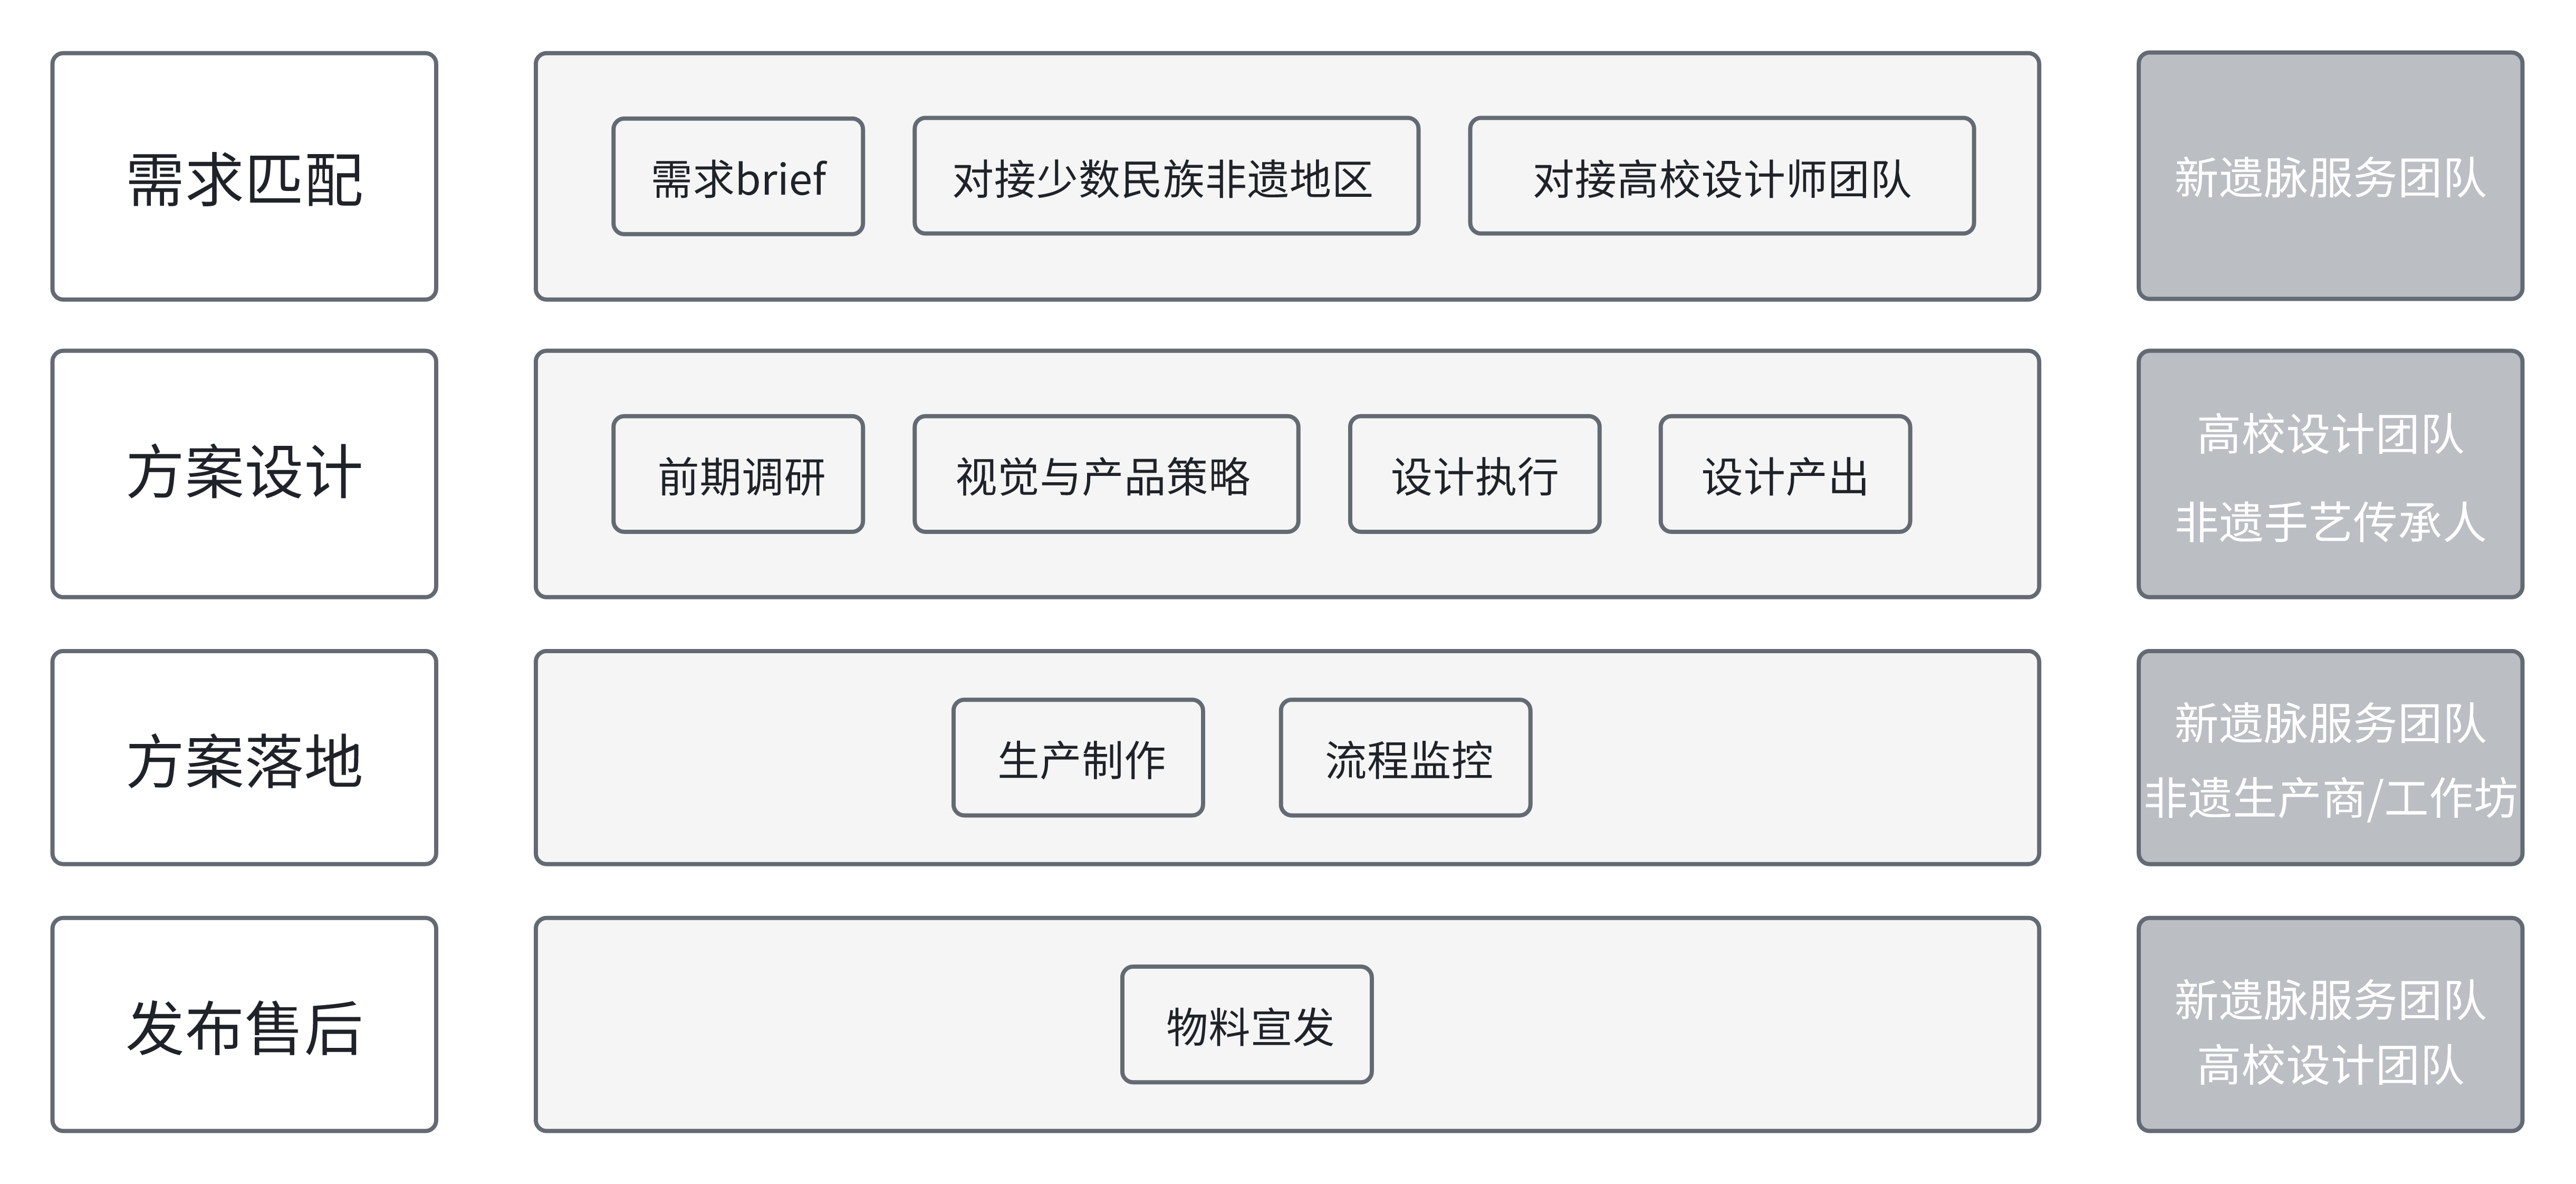 需求匹配
需求brief
对接少数民族非遗地区
对接高校设计师团队
新遗脉服务团队
方案设计
前期调研
视觉与产品策略
设计执行
设计产出
高校设计团队
非遗手艺传承人
方案落地
生产制作
流程监控
新遗脉服务团队
非遗生产商/工作坊
发布售后
物料宣发
新遗脉服务团队
高校设计团队